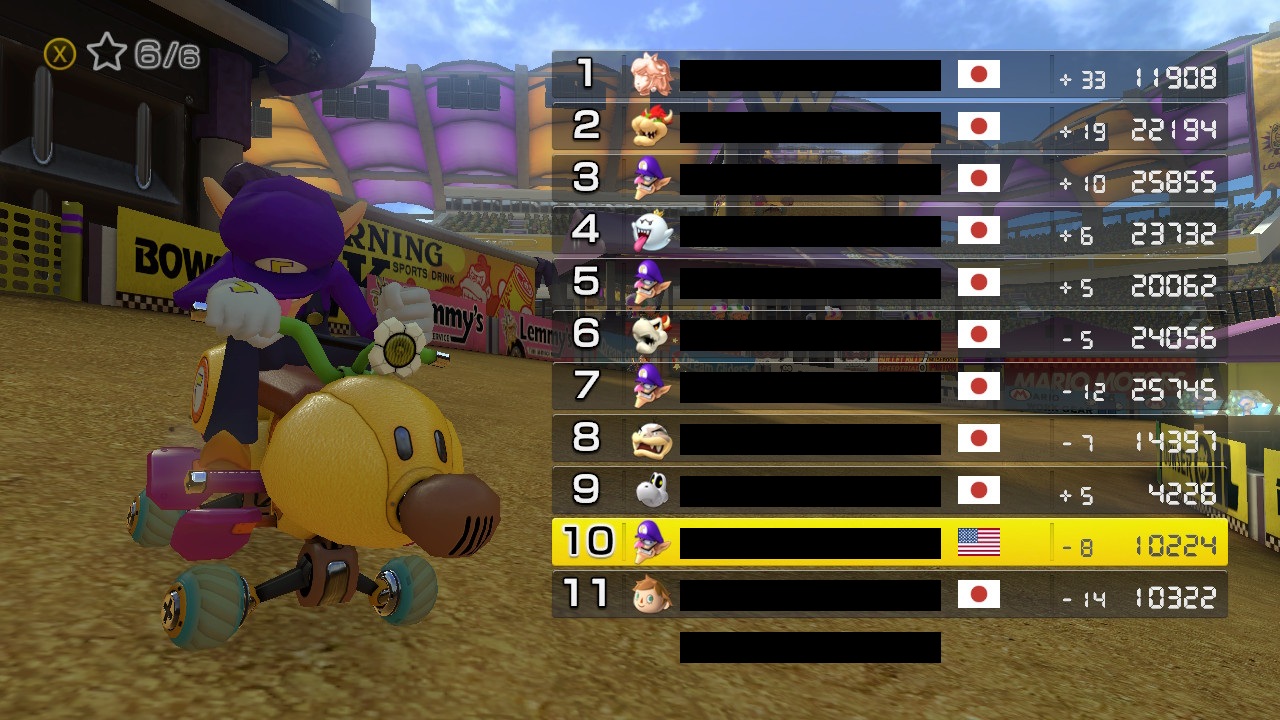 X 6/6
1 + 33 11908
2 + 19 22194
3 + 10 25855
4 + 6 23732
5 + 5 20062
6 - 5 24056
7 - 12 25745
8 - 7 14397
9 + 5 4226
10 - 8 10224
11 - 14 10322
BOW
RNING
SPORTS DRINK
mmy's
Lemmy's
MARIO MOTORS